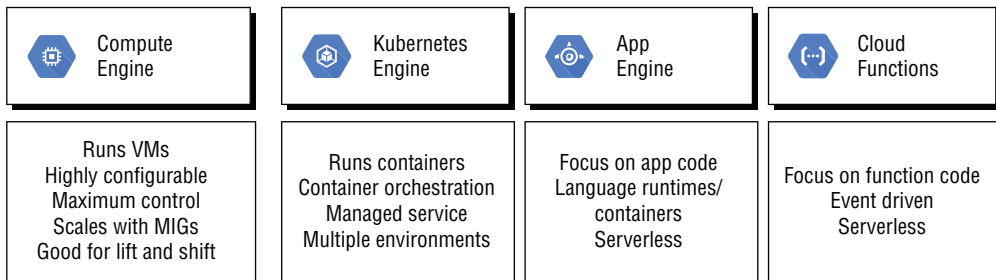 Compute
Engine
Kubernetes
Engine
App
Engine
Cloud
Functions
Runs VMs
Highly configurable
Maximum control
Scales with MIGs
Good for lift and shift
Runs containers
Container orchestration
Managed service
Multiple environments
Focus on app code
Language runtimes/
containers
Serverless
Focus on function code
Event driven
Serverless